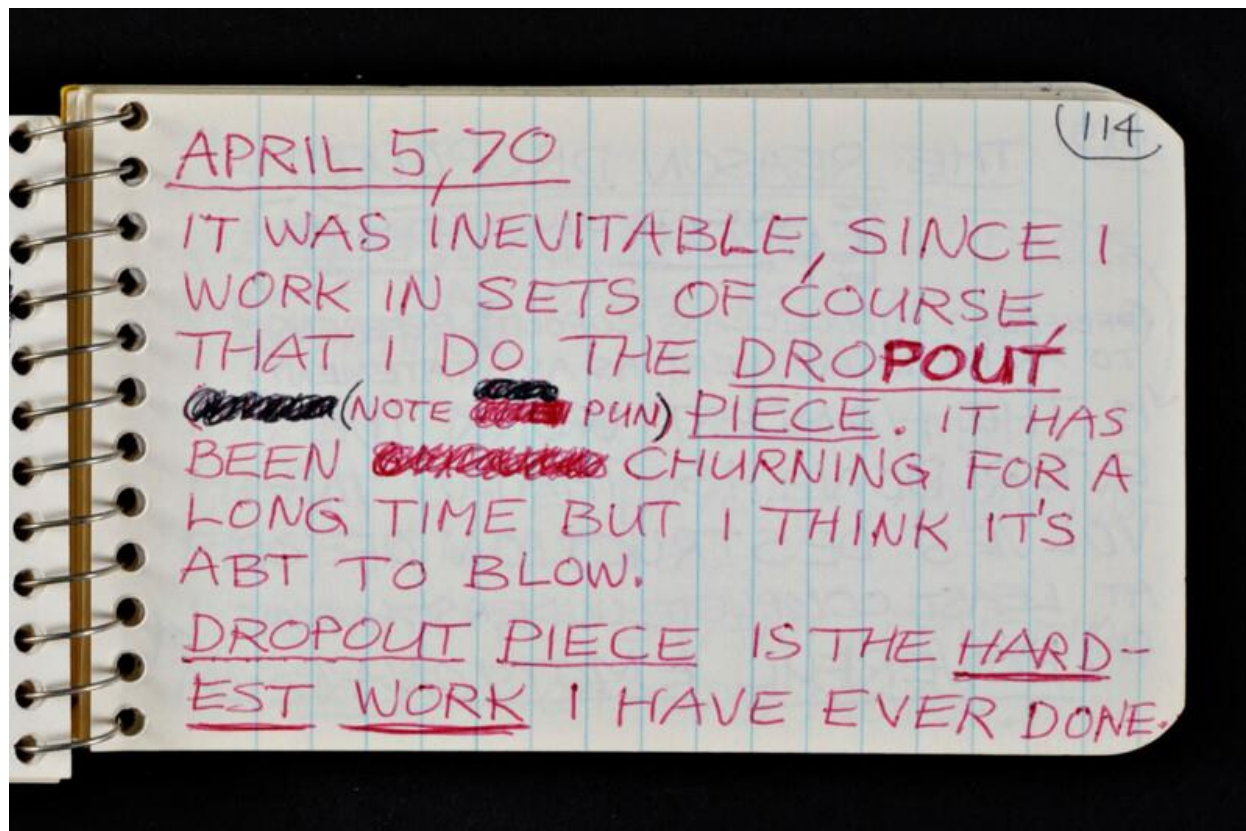 114
APRIL 5,70
IT WAS INEVITABLE, SINCE I
WORK IN SETS OF COURSE,
THAT I DO THE DROPOUT
(NOTE PUN) PIECE. IT HAS
BEEN CHURNING FOR A
LONG TIME BUT I THINK IT'S
ABT TO BLOW.
DROPOUT PIECE IS THE HARD-
EST WORK I HAVE EVER DONE.